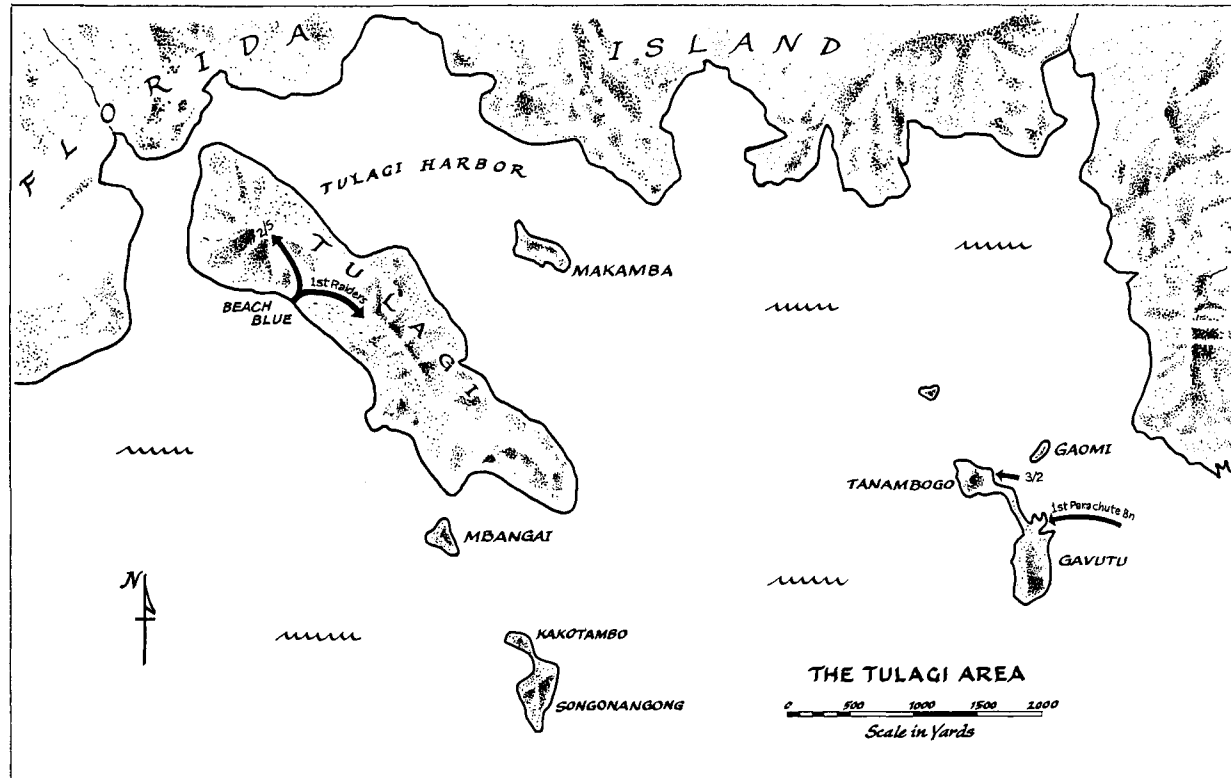 FLORIDA ISLAND
TULAGI HARBOR
2/5
TULAGI
1st Raiders
MAKAMBA
BEACH
BLUE
GAOMI
TANAMBOGO
3/2
1st Parachute Bn
MBANGAI
GAVUTU
N
KAKOTAMBO
SONGONANGONG
THE TULAGI AREA
0 500 1000 1500 2000
Scale in Yards